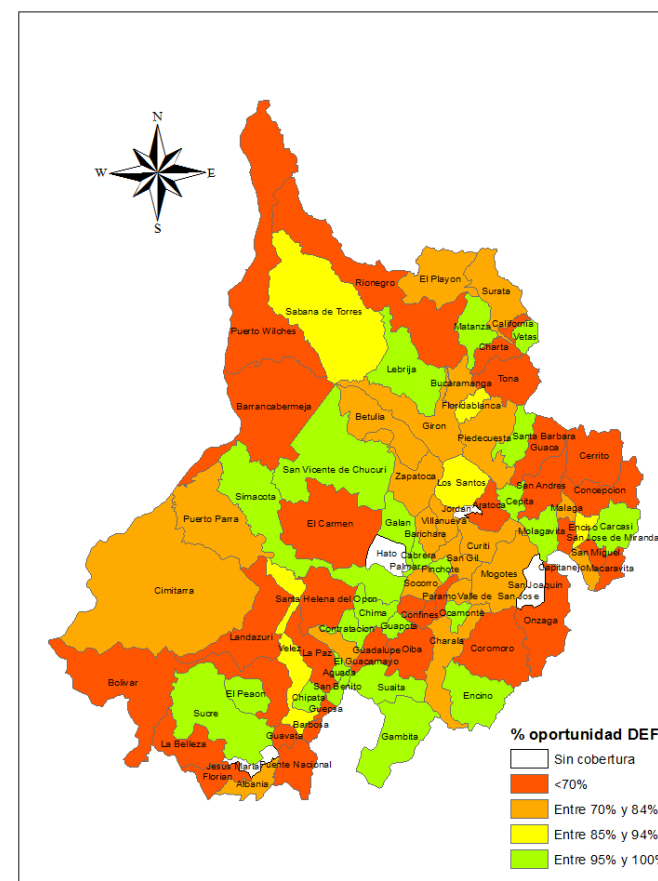 N
W E
S
Rionegro
El Playon
Surata
Sabana de Torres
Puerto Wilches
Matanza
California
Vetas
Charta
Lebrija
Tona
Bucaramanga
Barrancabermeja
Floridablanca
Betulia
Giron
Piedecuesta
Santa Barbara
Guaca
Cerrito
San Vicente de Chucuri
Zapatoca
Los Santos
San Andres
Concepcion
Simacota
Cepita
Aratoca
Malaga
Jordan
Puerto Parra
El Carmen
Galan
Villanueva
Enciso
Carcasi
Molagavita
San Jose de Miranda
Barichara
Curiti
Hato
Cabrera
San Gil
San Miguel
Palmar
Pinchote
Capitanejo
Macaravita
Mogotes
Cimitarra
Socorro
San Joaquin
Santa Helena del Opon
Paramo
Valle de San Jose
Chima
Confines
Ocamonte
Onzaga
Guapota
Contratacion
Landazuri
Charala
Velez
La Paz
Guadalupe
Oiba
Coromoro
El Guacamayo
Aguada
Bolivar
San Benito
Suaita
El Peaon
Chipata
Encino
Guepsa
Sucre
Barbosa
Gambita
Guavata
La Belleza
Jesus Maria
Puente Nacional
Florian
Albania
% oportunidad DEF
Sin cobertura
<70%
Entre 70% y 84%
Entre 85% y 94%
Entre 95% y 100%